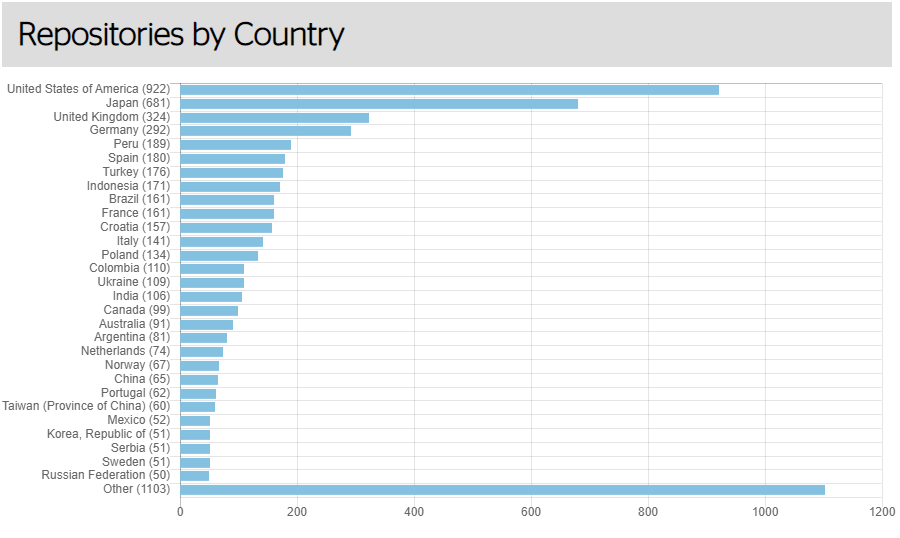 Repositories by Country
United States of America (922)
Japan (681)
United Kingdom (324)
Germany (292)
Peru (189)
Spain (180)
Turkey (176)
Indonesia (171)
Brazil (161)
France (161)
Croatia (157)
Italy (141)
Poland (134)
Colombia (110)
Ukraine (109)
India (106)
Canada (99)
Australia (91)
Argentina (81)
Netherlands (74)
Norway (67)
China (65)
Portugal (62)
Taiwan (Province of China) (60)
Mexico (52)
Korea, Republic of (51)
Serbia (51)
Sweden (51)
Russian Federation (50)
Other (1103)
0 200 400 600 800 1000 1200